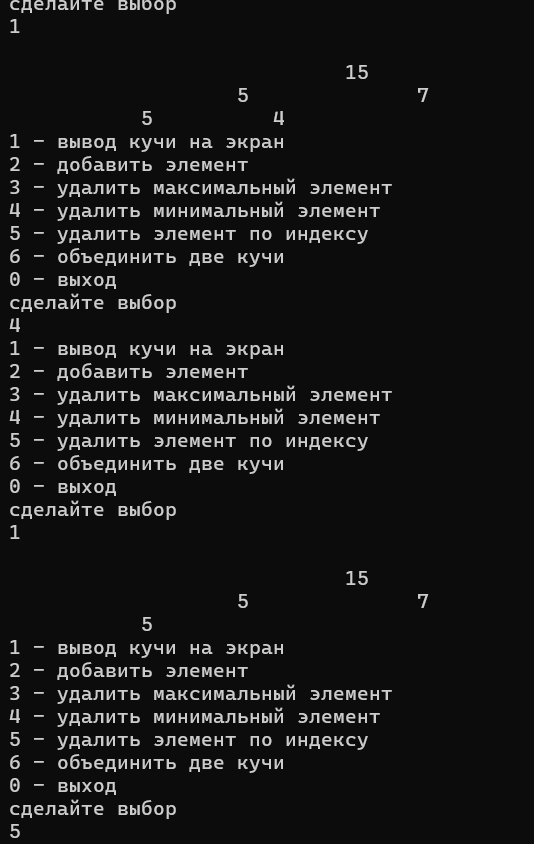 сделайте выбор
1
15
5 7
5 4
1 - вывод кучи на экран
2 - добавить элемент
3 - удалить максимальный элемент
4 - удалить минимальный элемент
5 - удалить элемент по индексу
6 - объединить две кучи
0 - выход
сделайте выбор
4
1 - вывод кучи на экран
2 - добавить элемент
3 - удалить максимальный элемент
4 - удалить минимальный элемент
5 - удалить элемент по индексу
6 - объединить две кучи
0 - выход
сделайте выбор
1
15
5 7
5
1 - вывод кучи на экран
2 - добавить элемент
3 - удалить максимальный элемент
4 - удалить минимальный элемент
5 - удалить элемент по индексу
6 - объединить две кучи
0 - выход
сделайте выбор
5